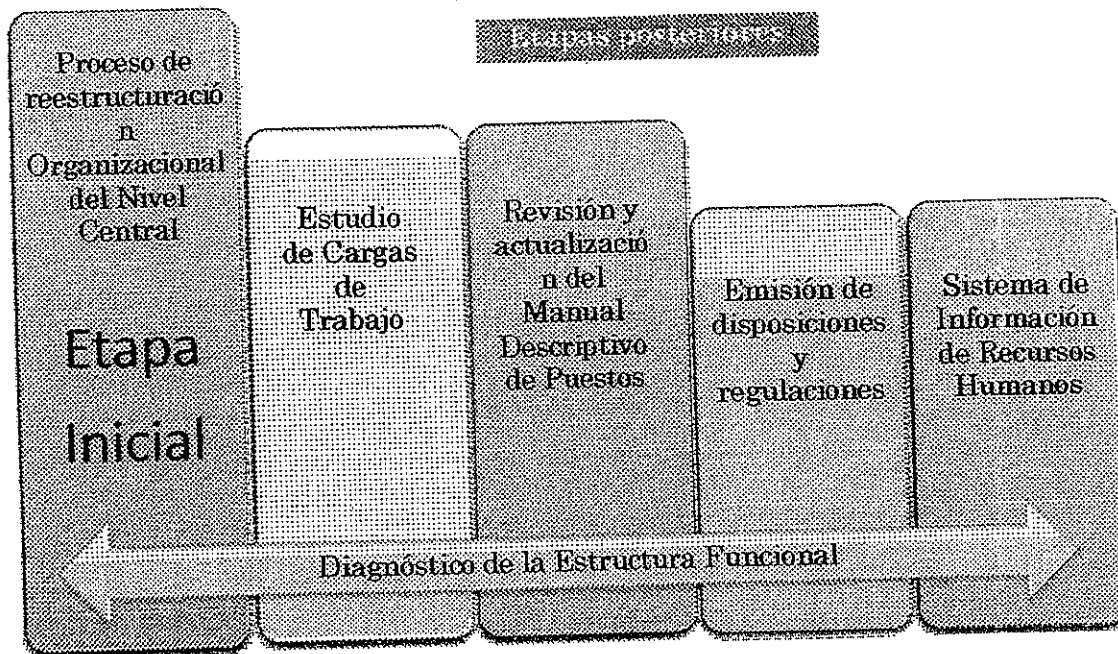 Etapas posteriores
Proceso de
reestructuració
n
Organizacional
del Nivel
Central
Etapa
Inicial
Estudio
de Cargas
de
Trabajo
Revisión y
actualizació
n del
Manual
Descriptivo
de Puestos
Emisión de
disposiciones
y
regulaciones
Sistema de
Información
de Recursos
Humanos
Diagnóstico de la Estructura Funcional